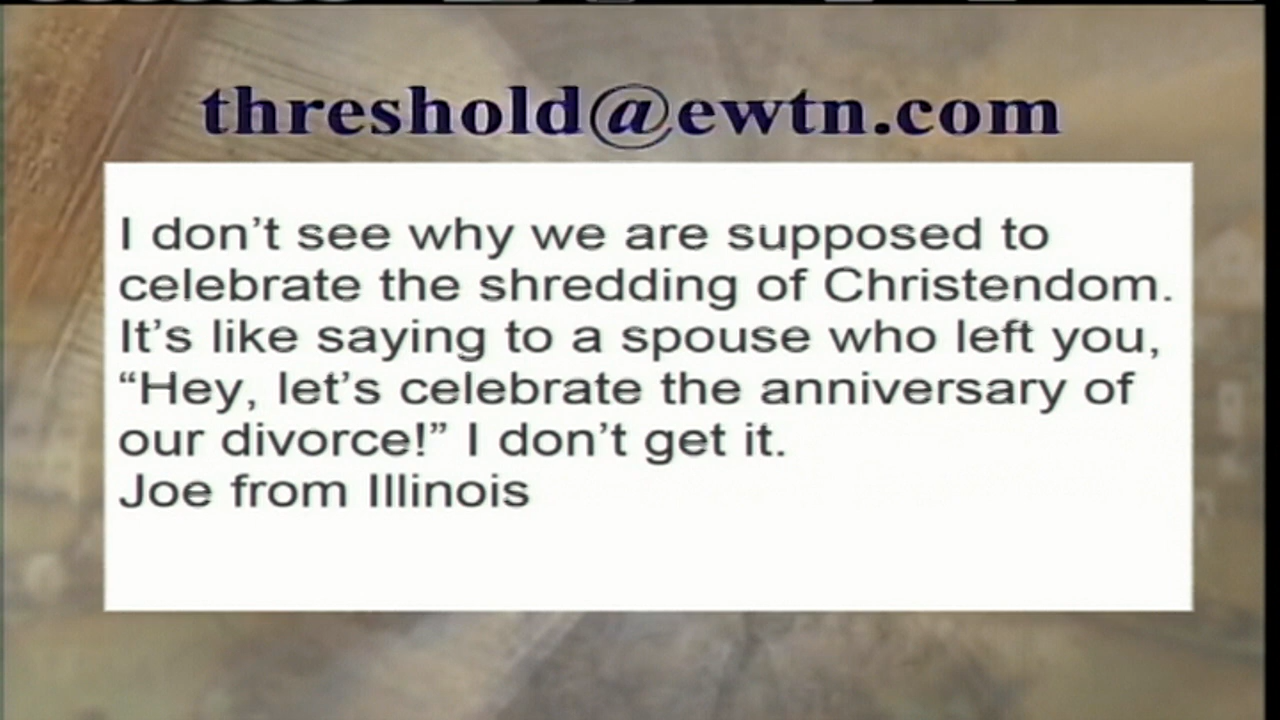 threshold@ewtn.com
I don’t see why we are supposed to
celebrate the shredding of Christendom.
It’s like saying to a spouse who left you,
“Hey, let’s celebrate the anniversary of
our divorce!” I don’t get it.
Joe from Illinois